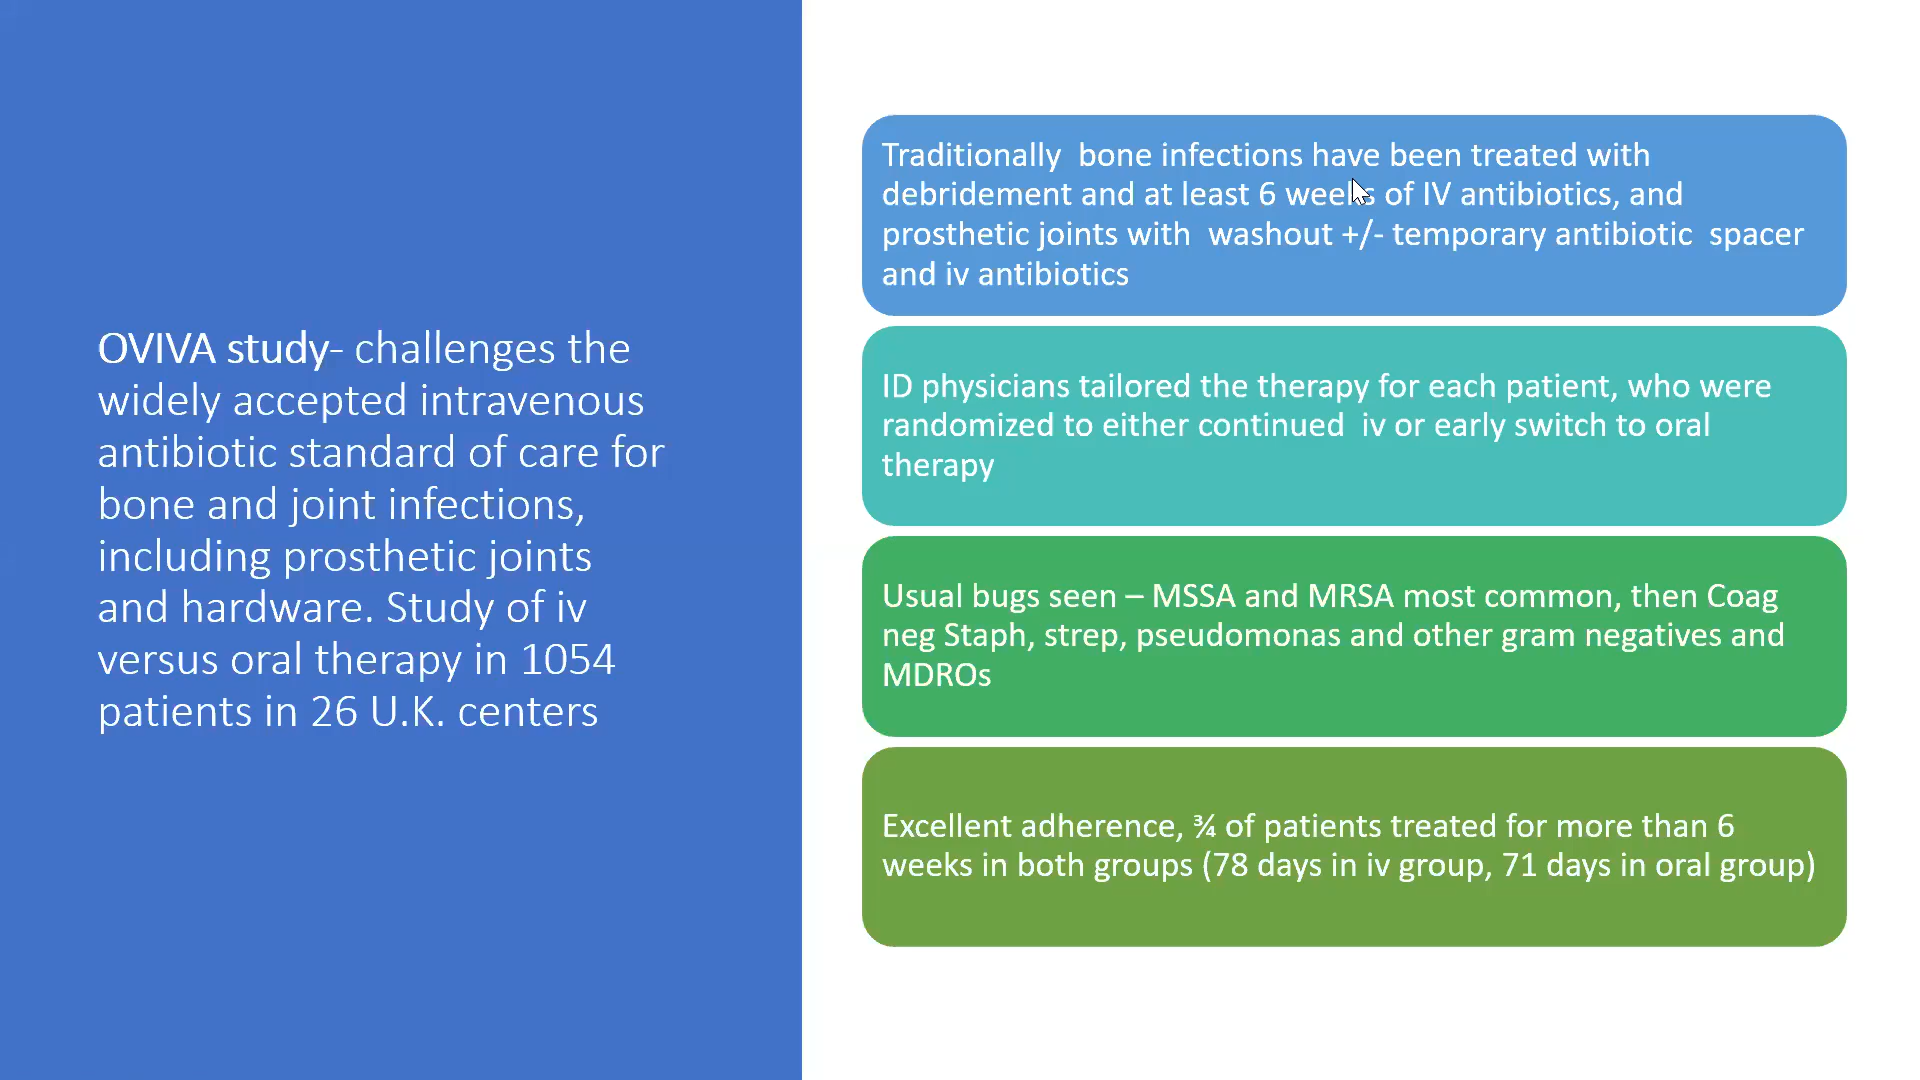 OVIVA study- challenges the
widely accepted intravenous
antibiotic standard of care for
bone and joint infections,
including prosthetic joints
and hardware. Study of iv
versus oral therapy in 1054
patients in 26 U.K. centers
Traditionally  bone infections have been treated with
debridement and at least 6 weeks of IV antibiotics, and
prosthetic joints with  washout +/- temporary antibiotic  spacer
and iv antibiotics
ID physicians tailored the therapy for each patient, who were
randomized to either continued  iv or early switch to oral
therapy
Usual bugs seen – MSSA and MRSA most common, then Coag
neg Staph, strep, pseudomonas and other gram negatives and
MDROs
Excellent adherence, ¾ of patients treated for more than 6
weeks in both groups (78 days in iv group, 71 days in oral group)